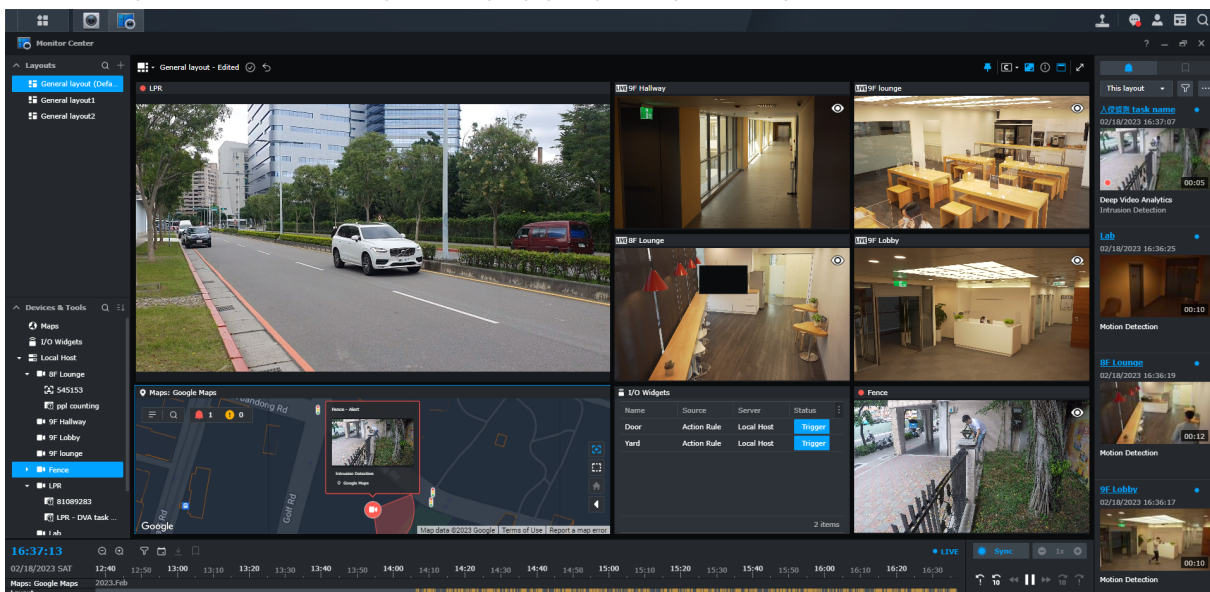 Monitor Center
Layouts
General layout (Defa...
General layout1
General layout2
General layout - Edited
LPR
LIVE 9F Hallway
LIVE 9F lounge
LIVE 8F Lounge
LIVE 9F Lobby
Devices & Tools
Maps
I/O Widgets
Local Host
8F Lounge
545153
ppl counting
9F Hallway
9F Lobby
9F lounge
Fence
LPR
81089283
LPR - DVA task ...
Lab
Maps: Google Maps
1
0
Fence - Alert
Intrusion Detection
Google Maps
Golf Rd
Rd
Google
Map data ©2023 Google
Terms of Use
Report a map error
I/O Widgets
Name Source Server Status
Door Action Rule Local Host Trigger
Yard Action Rule Local Host Trigger
2 items
Fence
This layout
task name
02/18/2023 16:37:07
00:05
Deep Video Analytics
Intrusion Detection
Lab
02/18/2023 16:36:25
00:10
Motion Detection
8F Lounge
02/18/2023 16:36:19
00:12
Motion Detection
9F Lobby
02/18/2023 16:36:17
00:10
Motion Detection
16:37:13
LIVE
Sync
1x
02/18/2023 SAT
12:40 12:50 13:00 13:10 13:20 13:30 13:40 13:50 14:00 14:10 14:20 14:30 14:40 14:50 15:00 15:10 15:20 15:30 15:40 15:50 16:00 16:10 16:20 16:30
10
10
Maps: Google Maps
2023.Feb